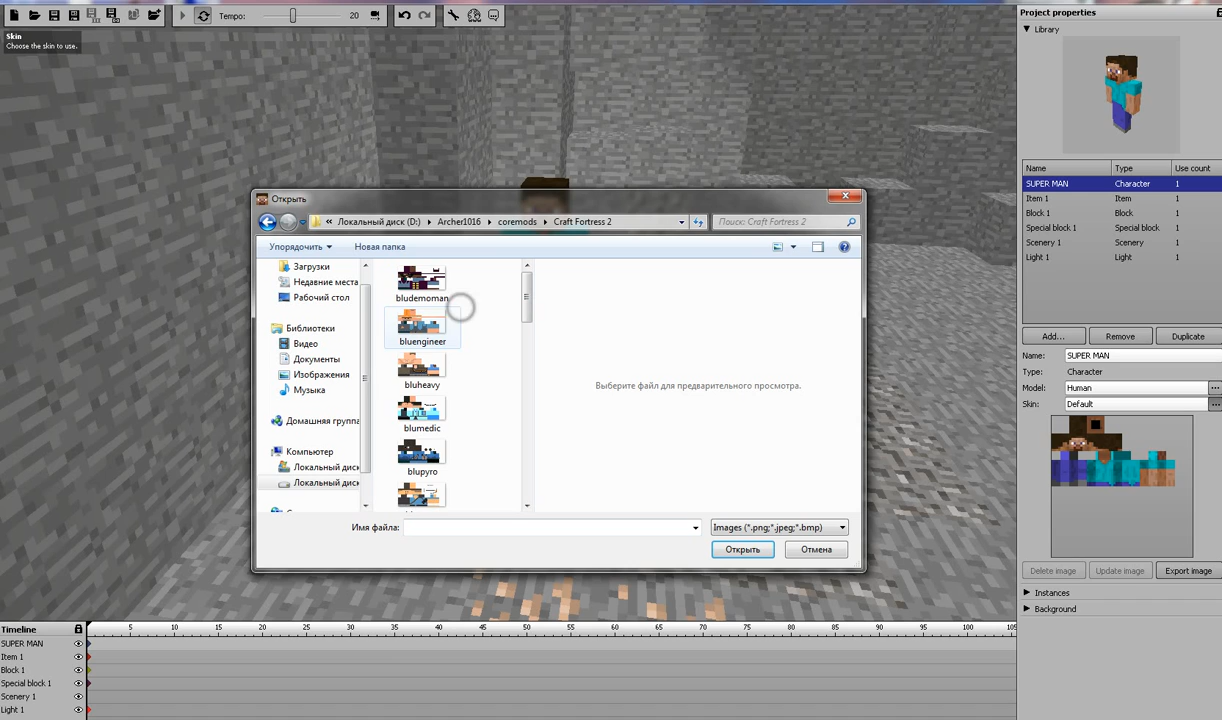 Tempo:
20
Skin
Choose the skin to use.
Project properties
Library
Name Type Use count
SUPER MAN Character 1
Item 1 Item 1
Block 1 Block 1
Special block 1 Special block 1
Scenery 1 Scenery 1
Light 1 Light 1
Add... Remove Duplicate
Name: SUPER MAN
Type: Character
Model: Human
Skin: Default
Delete image Update image Export image
Instances
Background
Открыть
« Локальный диск (D:) Archer1016 coremods Craft Fortress 2
Поиск: Craft Fortress 2
Упорядочить Новая папка
Загрузки
Недавние места
Рабочий стол
Библиотеки
Видео
Документы
Изображения
Музыка
Домашняя группа
Компьютер
Локальный диск
Локальный диск
bludemoman
bluengineer
bluheavy
blumedic
blupyro
Выберите файл для предварительного просмотра.
Имя файла:
Images (*.png;*.jpeg;*.bmp)
Открыть Отмена
Timeline
5 10 15 20 25 30 35 40 45 50 55 60 65 70 75 80 85 90 95 100 105
SUPER MAN
Item 1
Block 1
Special block 1
Scenery 1
Light 1